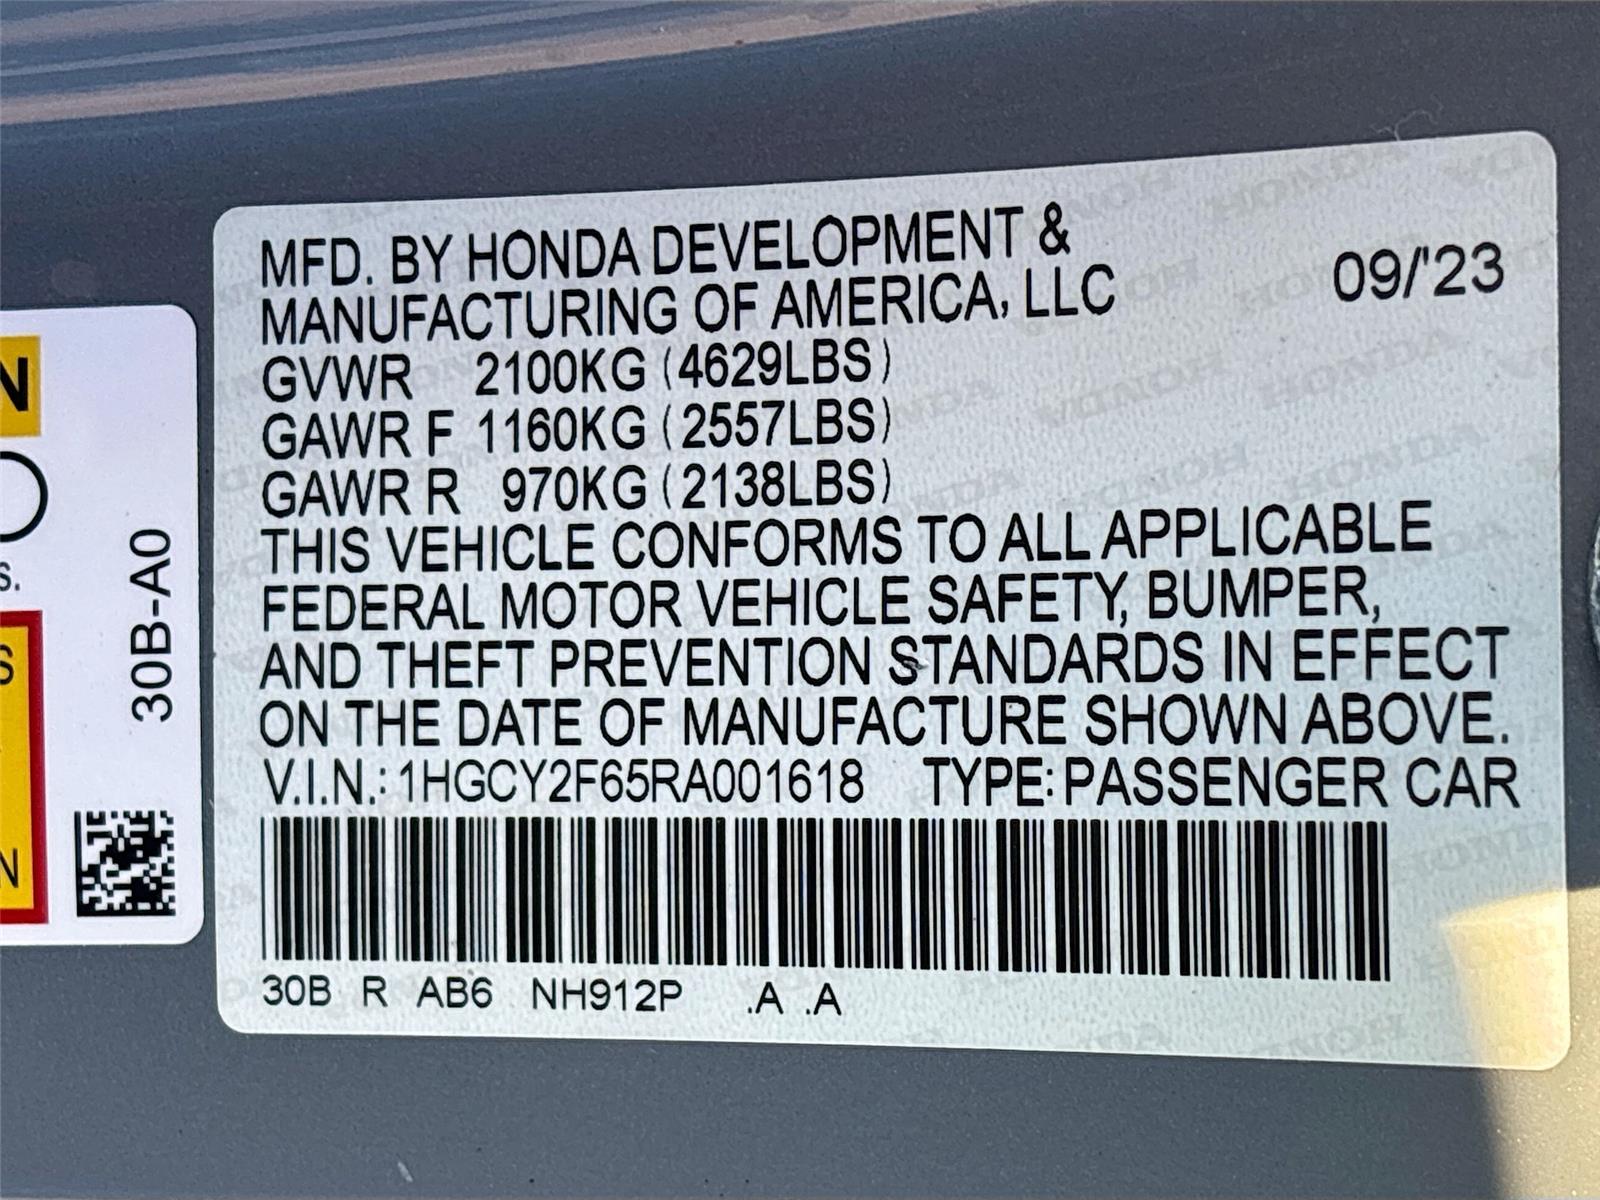 MFD. BY HONDA DEVELOPMENT &
MANUFACTURING OF AMERICA, LLC
09/'23
GVWR 2100KG (4629LBS)
GAWR F 1160KG (2557LBS)
GAWR R 970KG (2138LBS)
THIS VEHICLE CONFORMS TO ALL APPLICABLE
FEDERAL MOTOR VEHICLE SAFETY, BUMPER,
AND THEFT PREVENTION STANDARDS IN EFFECT
ON THE DATE OF MANUFACTURE SHOWN ABOVE.
V.I.N.: 1HGCY2F65RA001618 TYPE: PASSENGER CAR
30B R AB6 NH912P .A .A
30B-A0